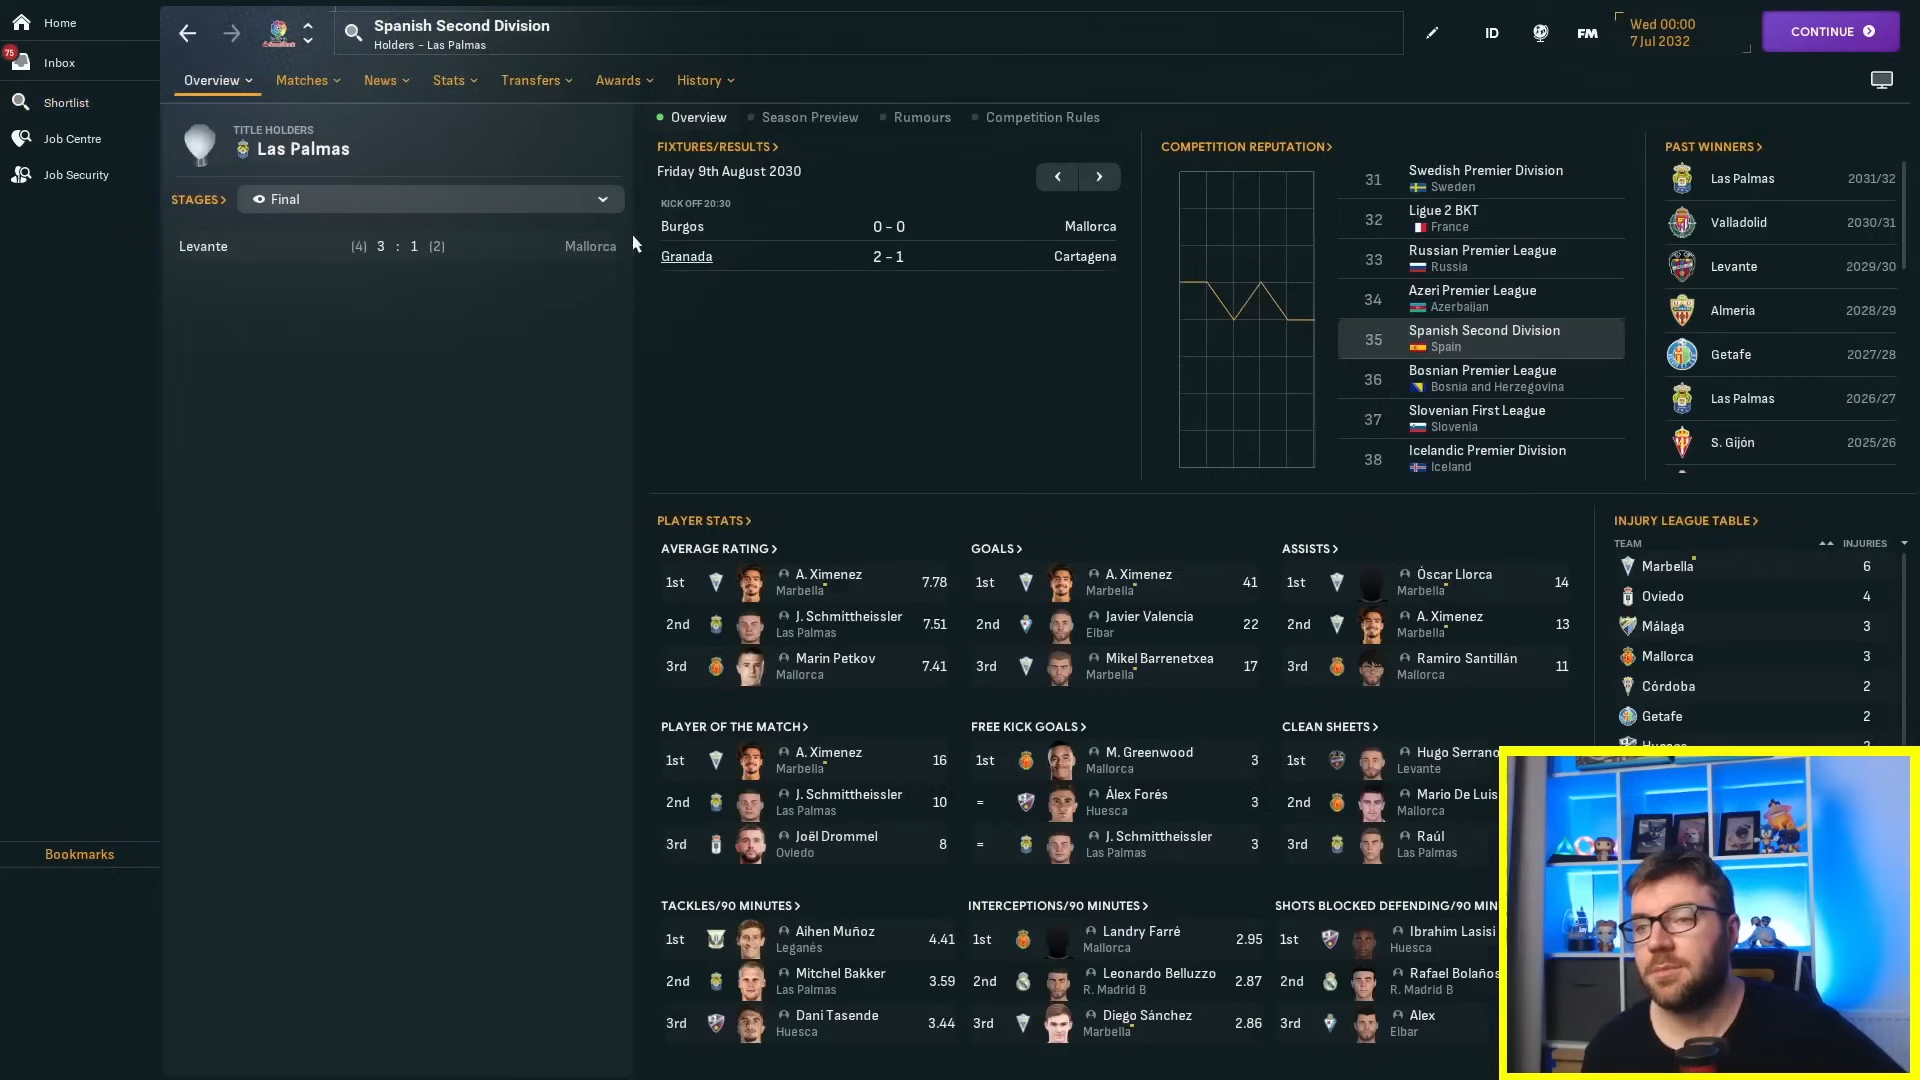 Home
75
Inbox
Shortlist
Job Centre
Job Security
Bookmarks
Spanish Second Division
Holders - Las Palmas
ID
FM
Wed 00:00
7 Jul 2032
CONTINUE
Overview
Matches
News
Stats
Transfers
Awards
History
TITLE HOLDERS
Las Palmas
STAGES >
Final
Levante (4) 3 : 1 (2) Mallorca
Overview
Season Preview
Rumours
Competition Rules
FIXTURES/RESULTS >
Friday 9th August 2030
KICK OFF 20:30
Burgos 0 - 0 Mallorca
Granada 2 - 1 Cartagena
COMPETITION REPUTATION >
31 Swedish Premier Division
Sweden
32 Ligue 2 BKT
France
33 Russian Premier League
Russia
34 Azeri Premier League
Azerbaijan
35 Spanish Second Division
Spain
36 Bosnian Premier League
Bosnia and Herzegovina
37 Slovenian First League
Slovenia
38 Icelandic Premier Division
Iceland
PAST WINNERS >
Las Palmas 2031/32
Valladolid 2030/31
Levante 2029/30
Almería 2028/29
Getafe 2027/28
Las Palmas 2026/27
S. Gijón 2025/26
PLAYER STATS >
AVERAGE RATING >
1st A. Ximenez 7.78
Marbella
2nd J. Schmittheissler 7.51
Las Palmas
3rd Marin Petkov 7.41
Mallorca
GOALS >
1st A. Ximenez 41
Marbella
2nd Javier Valencia 22
Eibar
3rd Mikel Barrenetxea 17
Marbella
ASSISTS >
1st Óscar Llorca 14
Marbella
2nd A. Ximenez 13
Marbella
3rd Ramiro Santillán 11
Mallorca
PLAYER OF THE MATCH >
1st A. Ximenez 16
Marbella
2nd J. Schmittheissler 10
Las Palmas
3rd Joël Drommel 8
Oviedo
FREE KICK GOALS >
1st M. Greenwood 3
Mallorca
= Álex Forés 3
Huesca
= J. Schmittheissler 3
Las Palmas
CLEAN SHEETS >
1st Hugo Serrano
Levante
2nd Mario De Luis
Mallorca
3rd Raúl
Las Palmas
TACKLES/90 MINUTES >
1st Aihen Muñoz 4.41
Leganés
2nd Mitchel Bakker 3.59
Las Palmas
3rd Dani Tasende 3.44
Huesca
INTERCEPTIONS/90 MINUTES >
1st Landry Farré 2.95
Mallorca
2nd Leonardo Belluzzo 2.87
R. Madrid B
3rd Diego Sánchez 2.86
Marbella
SHOTS BLOCKED DEFENDING/90 MIN
1st Ibrahim Lasisi
Huesca
2nd Rafael Bolaños
R. Madrid B
3rd Alex
Eibar
INJURY LEAGUE TABLE >
TEAM INJURIES
Marbella 6
Oviedo 4
Málaga 3
Mallorca 3
Córdoba 2
Getafe 2